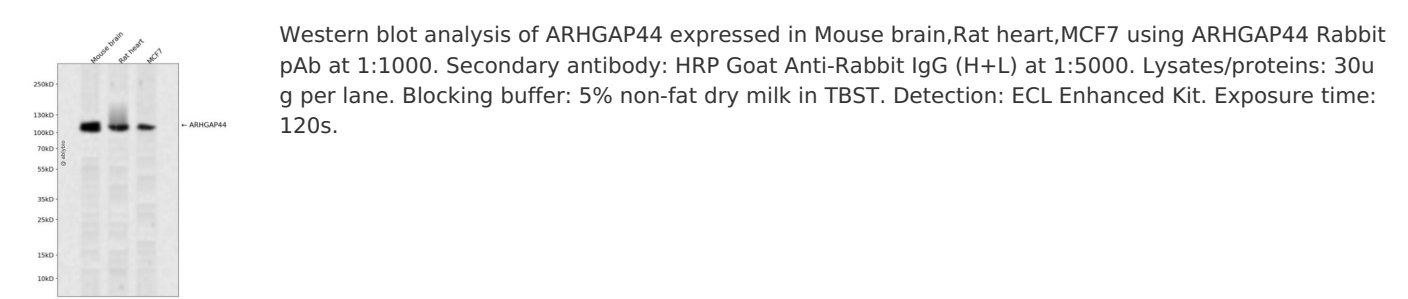 Mouse brain
Rat heart
MCF7
250kD
130kD
100kD
70kD
55kD
35kD
25kD
15kD
10kD
← ARHGAP44
Western blot analysis of ARHGAP44 expressed in Mouse brain,Rat heart,MCF7 using ARHGAP44 Rabbit
pAb at 1:1000. Secondary antibody: HRP Goat Anti-Rabbit IgG (H+L) at 1:5000. Lysates/proteins: 30u
g per lane. Blocking buffer: 5% non-fat dry milk in TBST. Detection: ECL Enhanced Kit. Exposure time:
120s.